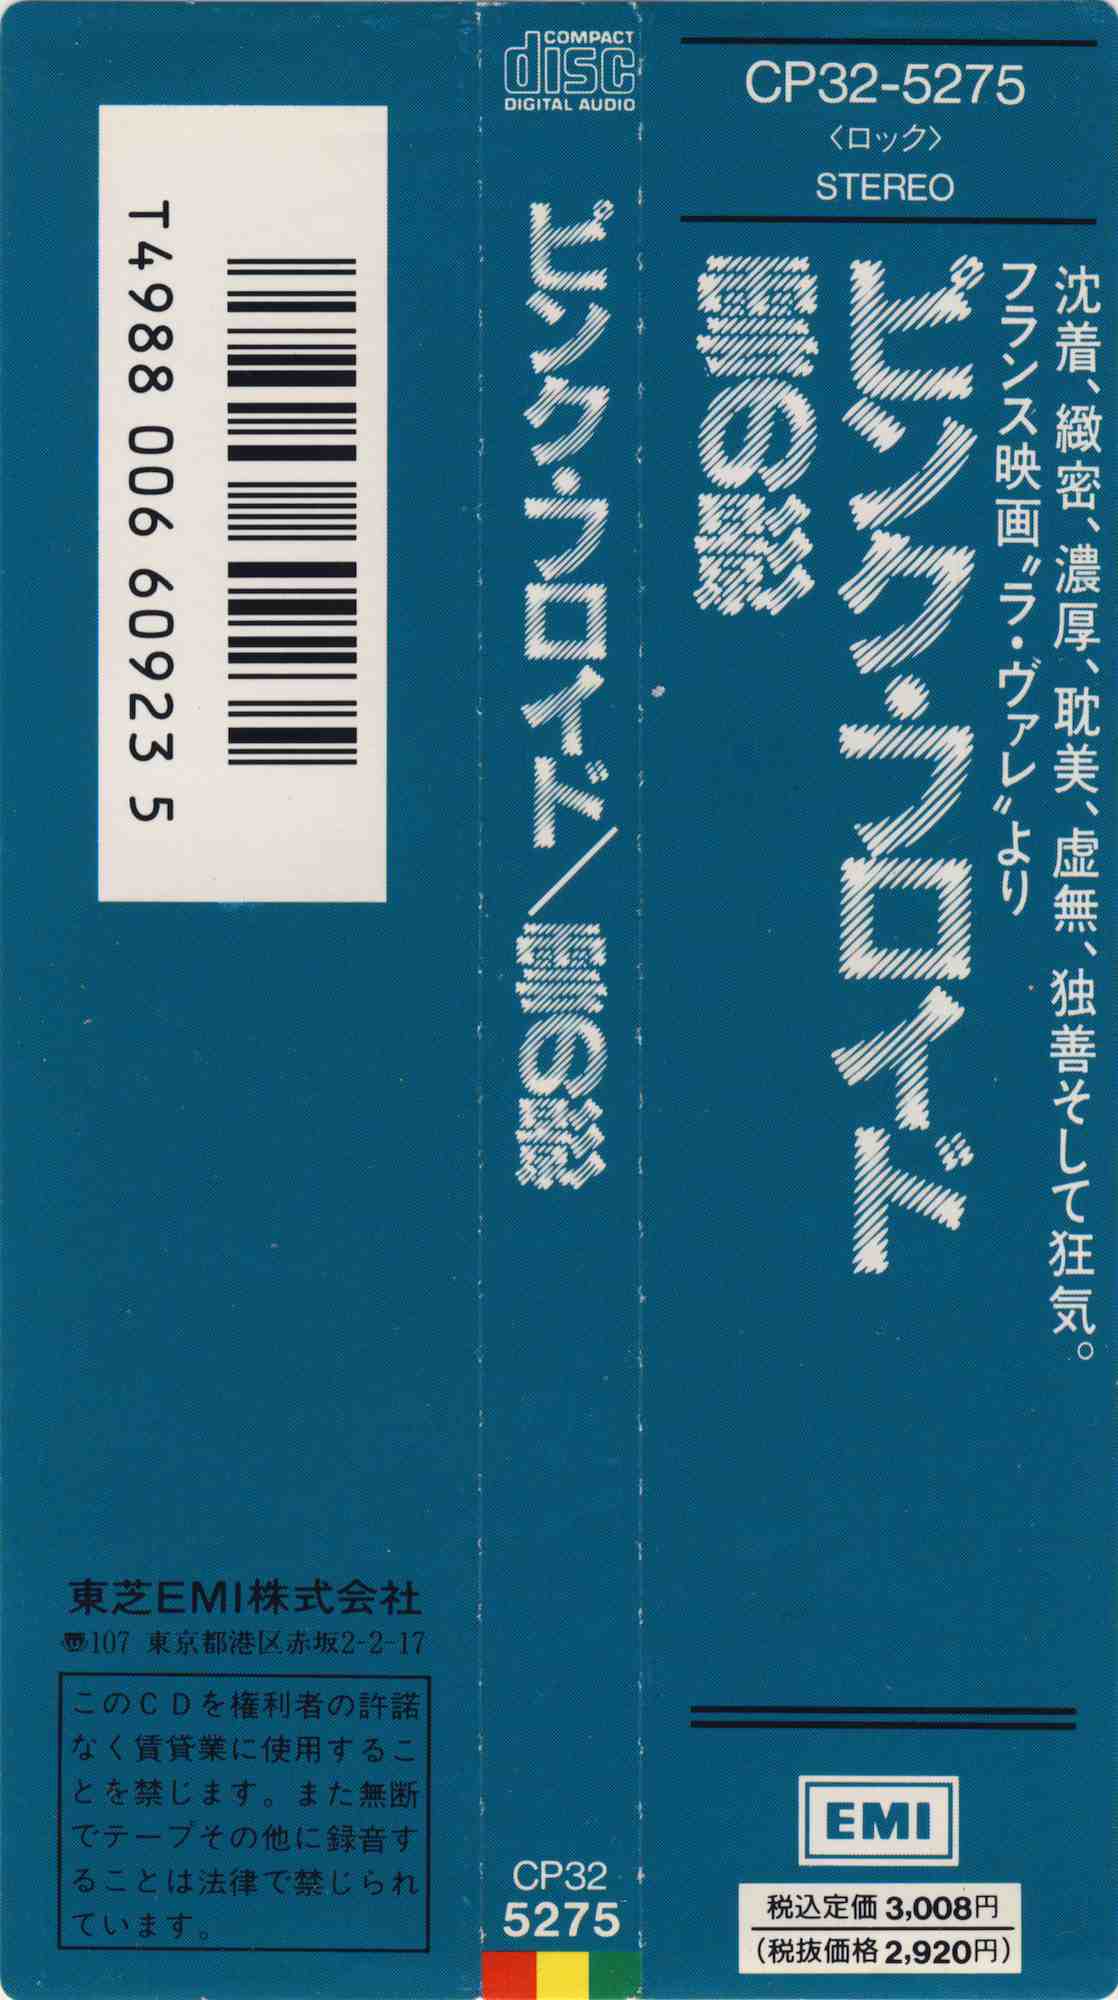 CP32-5275
〈ロック〉
STEREO
沈着、緻密、濃厚、耽美、虚無、独善そして狂気。
フランス映画〝ラ・ヴァレ〟より
ピンク・フロイド
雲の影
EMI
税込定価 3,008円
(税抜価格 2,920円)
COMPACT
disc
DIGITAL AUDIO
ピンク・フロイド/雲の影
CP32
5275
T4988 006 60923 5
東芝EMI株式会社
〠107 東京都港区赤坂2-2-17
このCDを権利者の許諾
なく賃貸業に使用するこ
とを禁じます。また無断
でテープその他に録音す
ることは法律で禁じられ
ています。